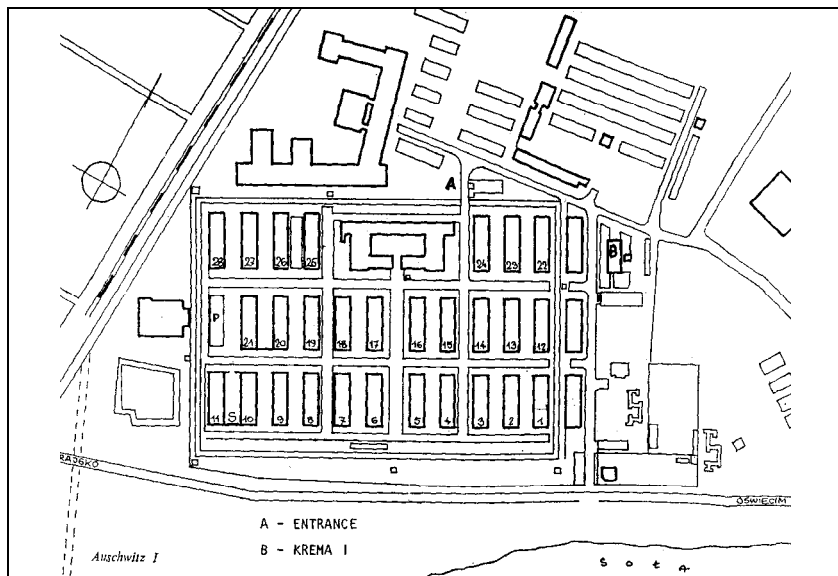 A
B
28 27 26 25 24 23 22
P
21 20 19 18 17 16 15 14 13 12
11 S 10 9 8 7 6 5 4 3 2 1
RAJSKO
OŚWIĘCIM
A - ENTRANCE
B - KREMA I
Auschwitz I
Soła